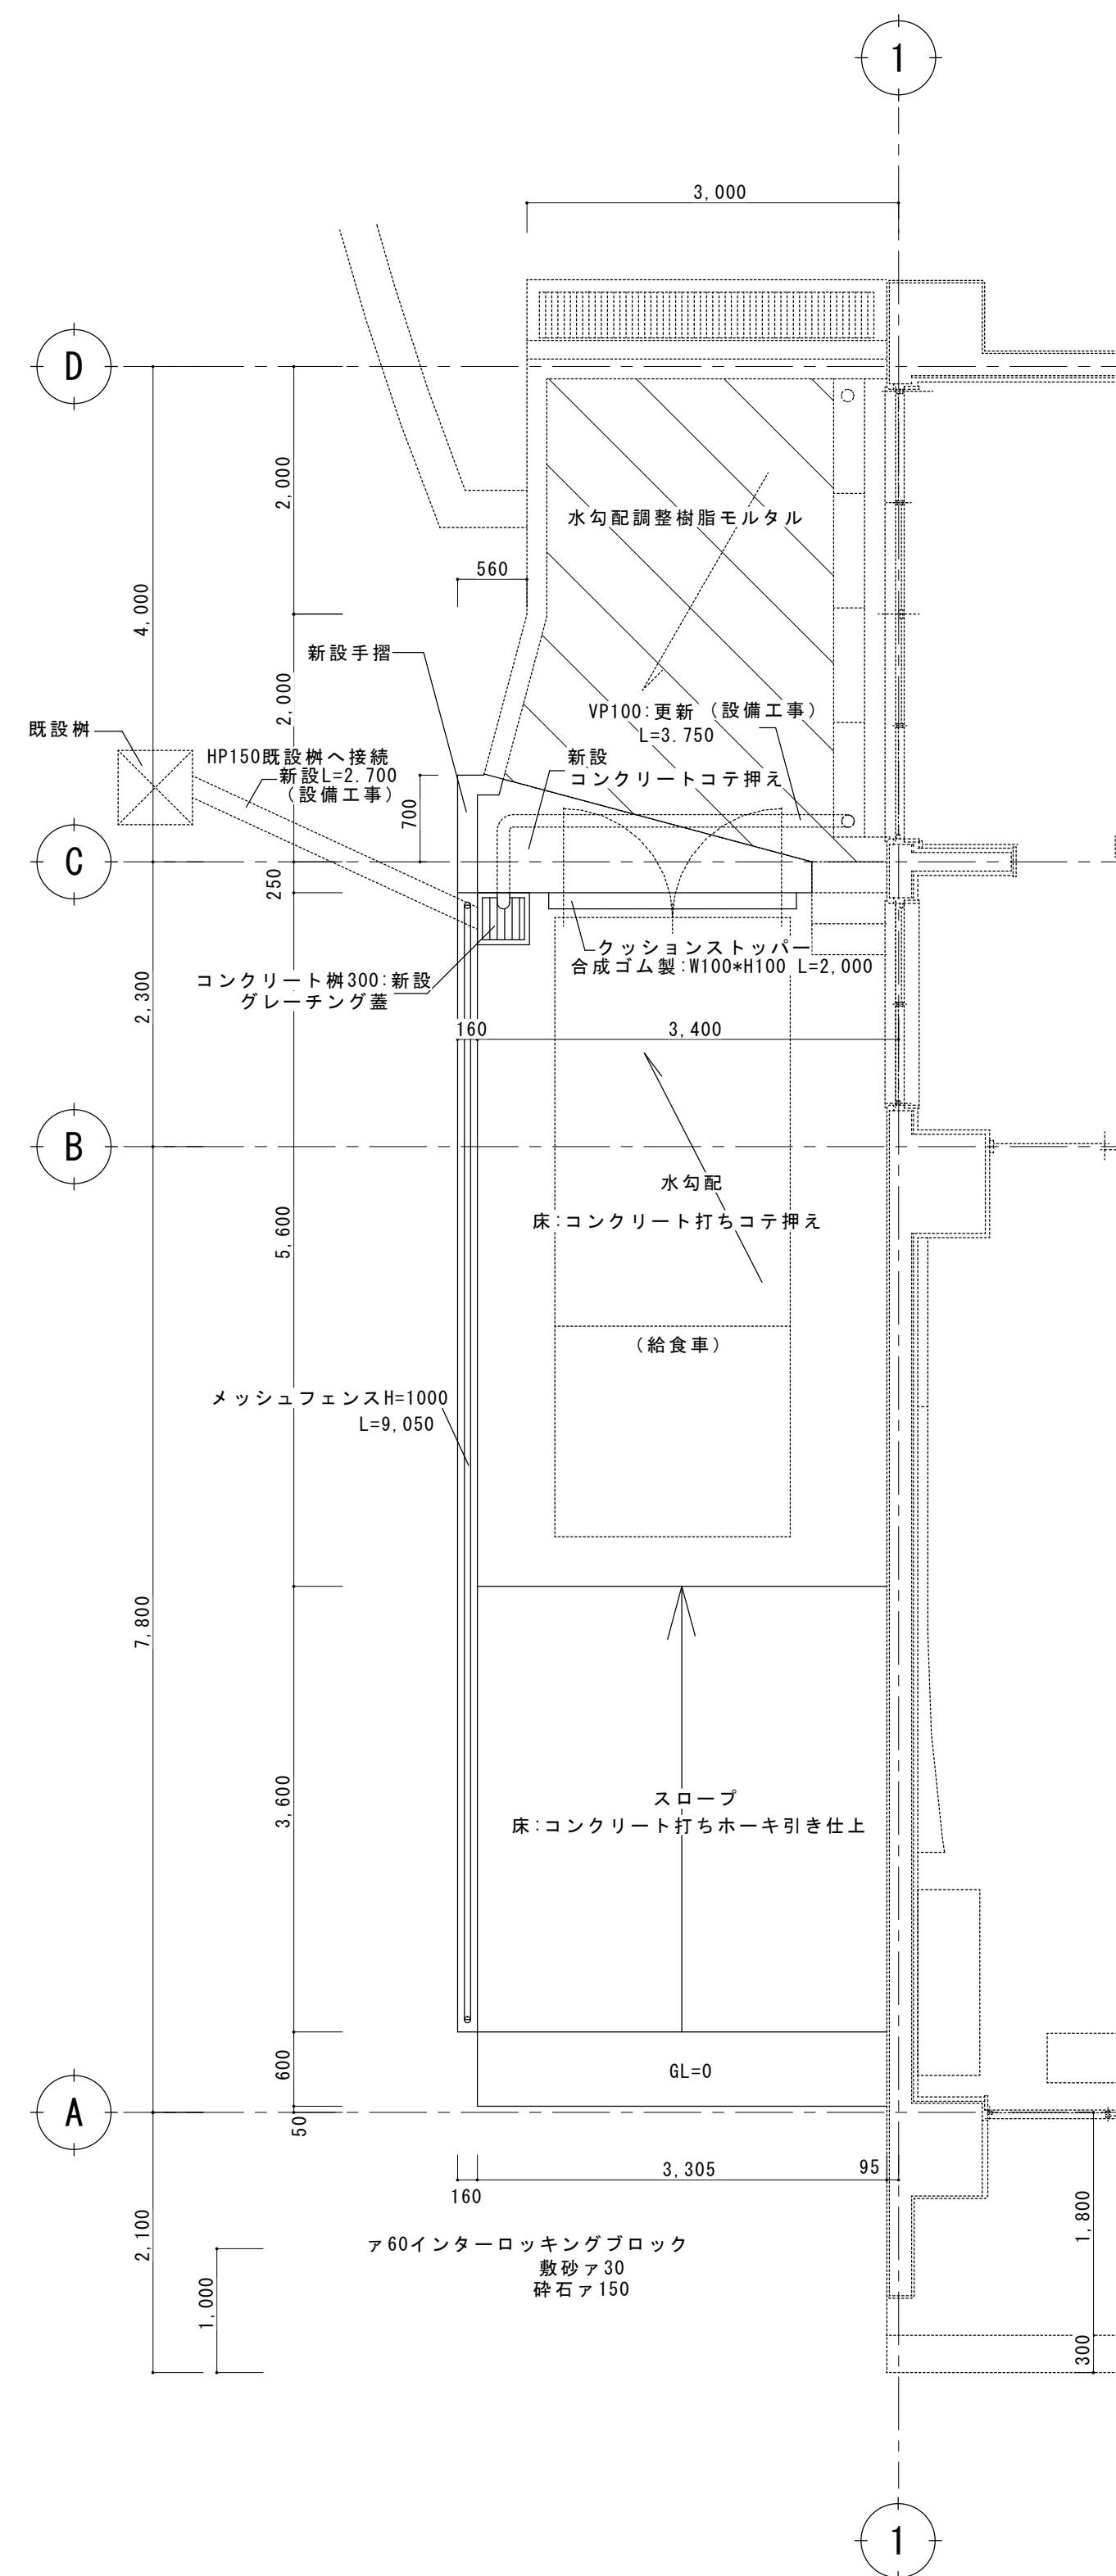 1
3,000
D
2,000
水勾配調整樹脂モルタル
560
4,000
新設手摺
2,000
VP100:更新（設備工事）
L=3.750
既設桝
HP150既設桝へ接続
新設L=2.700
（設備工事）
新設
コンクリートコテ押え
700
C
250
クッションストッパー
合成ゴム製:W100*H100 L=2,000
コンクリート桝300:新設
グレーチング蓋
2,300
160
3,400
B
水勾配
床:コンクリート打ちコテ押え
5,600
（給食車）
メッシュフェンスH=1000
L=9,050
7,800
スロープ
床:コンクリート打ちホーキ引き仕上
3,600
600
GL=0
A
50
160
3,305
95
2,100
1,000
ァ60インターロッキングブロック
敷砂ァ30
砕石ァ150
1,800
300
1